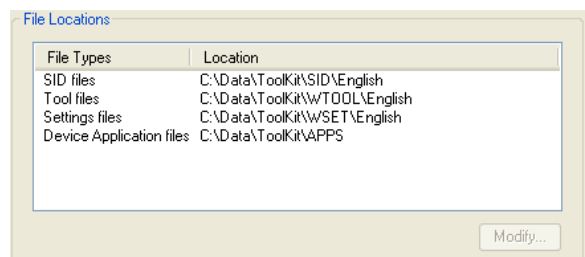 File Locations
File Types Location
SID files C:\Data\ToolKit\SID\English
Tool files C:\Data\ToolKit\WTOOL\English
Settings files C:\Data\ToolKit\WSET\English
Device Application files C:\Data\ToolKit\APPS
Modify...